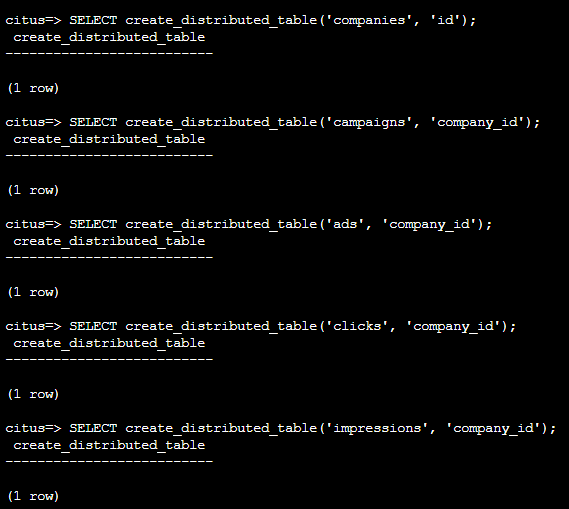 citus=> SELECT create_distributed_table('companies', 'id');
 create_distributed_table
--------------------------
(1 row)
citus=> SELECT create_distributed_table('campaigns', 'company_id');
 create_distributed_table
--------------------------
(1 row)
citus=> SELECT create_distributed_table('ads', 'company_id');
 create_distributed_table
--------------------------
(1 row)
citus=> SELECT create_distributed_table('clicks', 'company_id');
 create_distributed_table
--------------------------
(1 row)
citus=> SELECT create_distributed_table('impressions', 'company_id');
 create_distributed_table
--------------------------
(1 row)